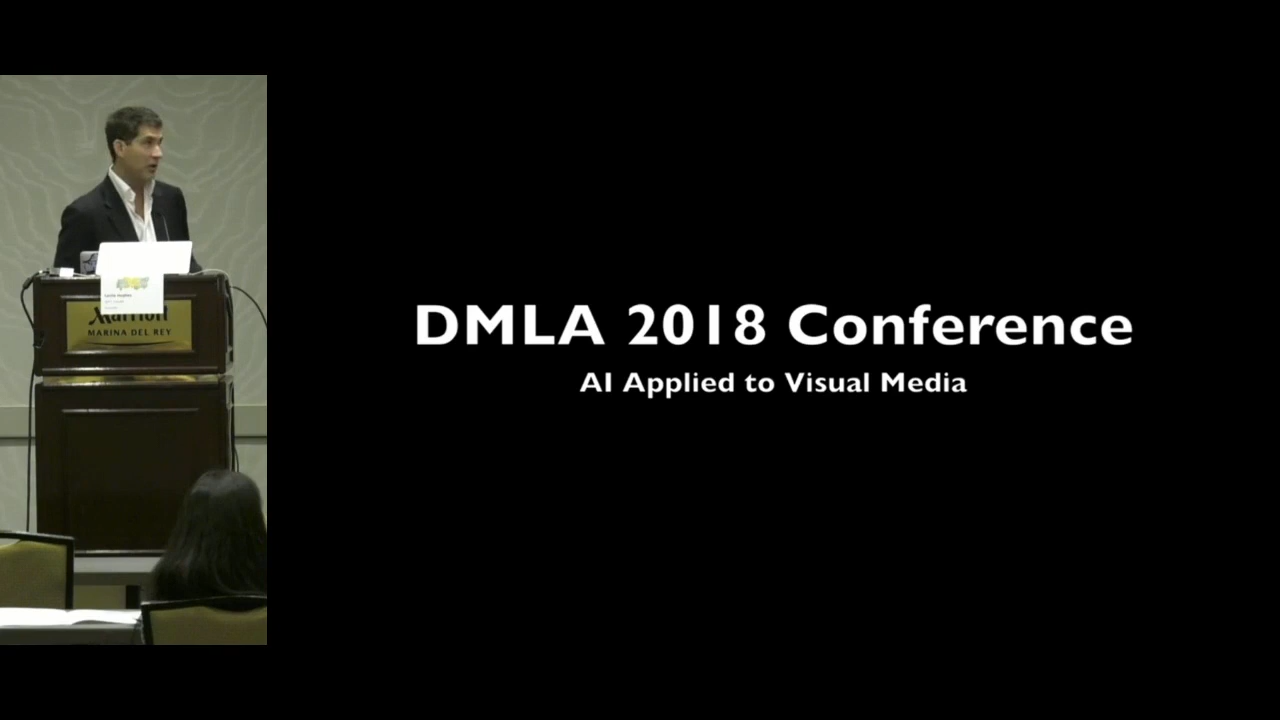 DMLA 2018 Conference
AI Applied to Visual Media
Marriott
MARINA DEL REY